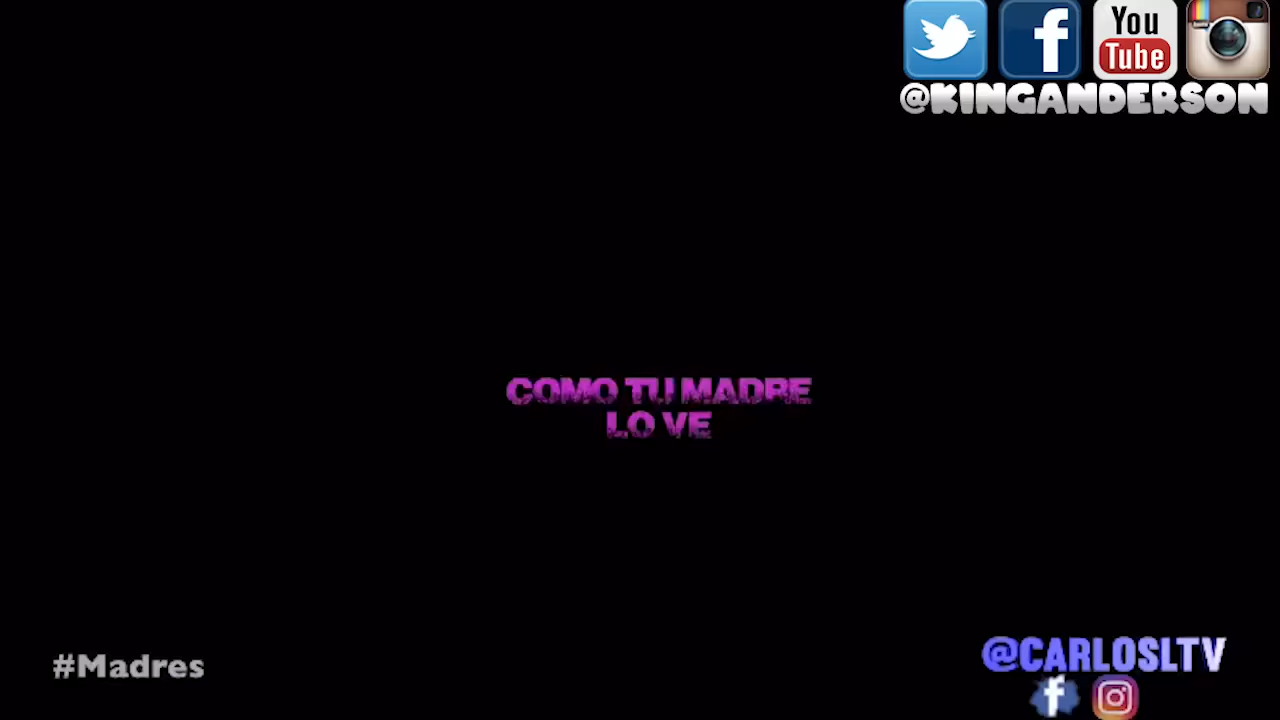 You
Tube
@KINGANDERSON
COMO TU MADRE
LO VE
#Madres
@CARLOSLTV